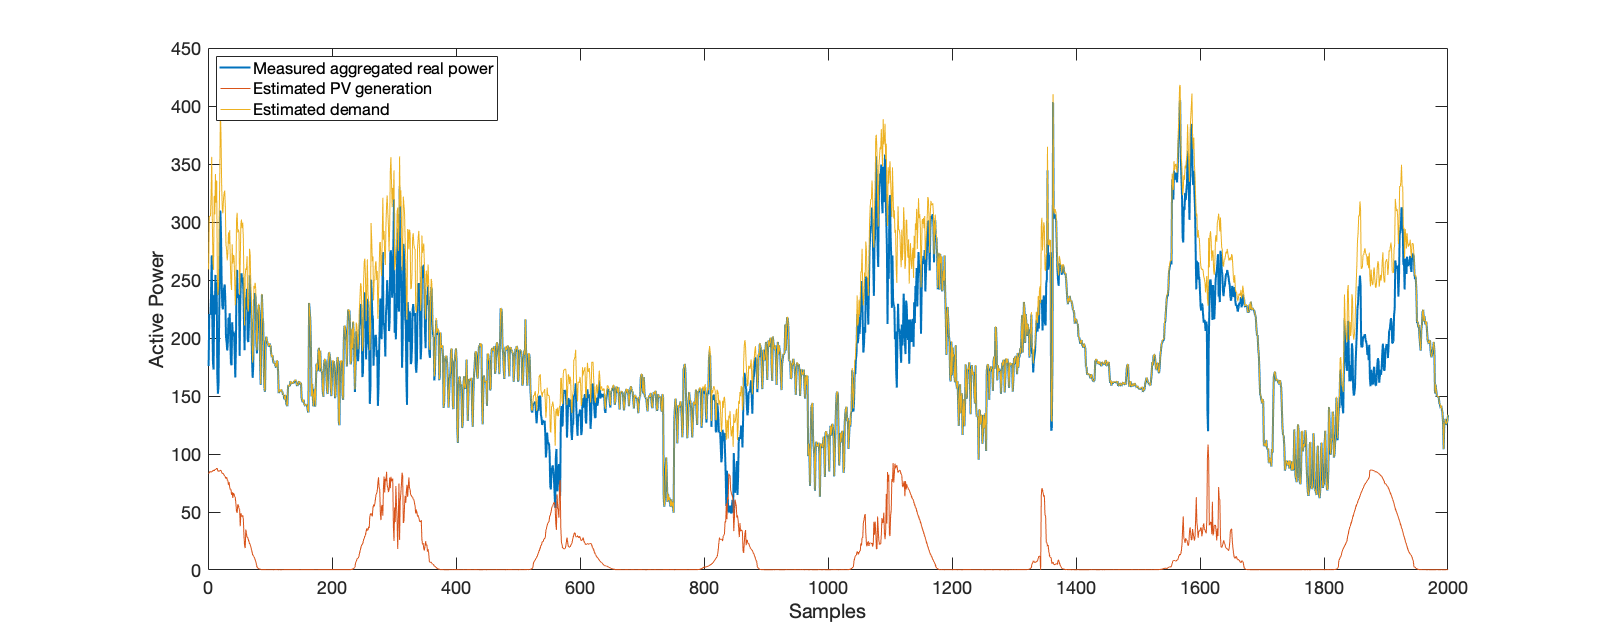 450
400
350
300
250
200
150
100
50
0
Active Power
Measured aggregated real power
Estimated PV generation
Estimated demand
0 200 400 600 800 1000 1200 1400 1600 1800 2000
Samples